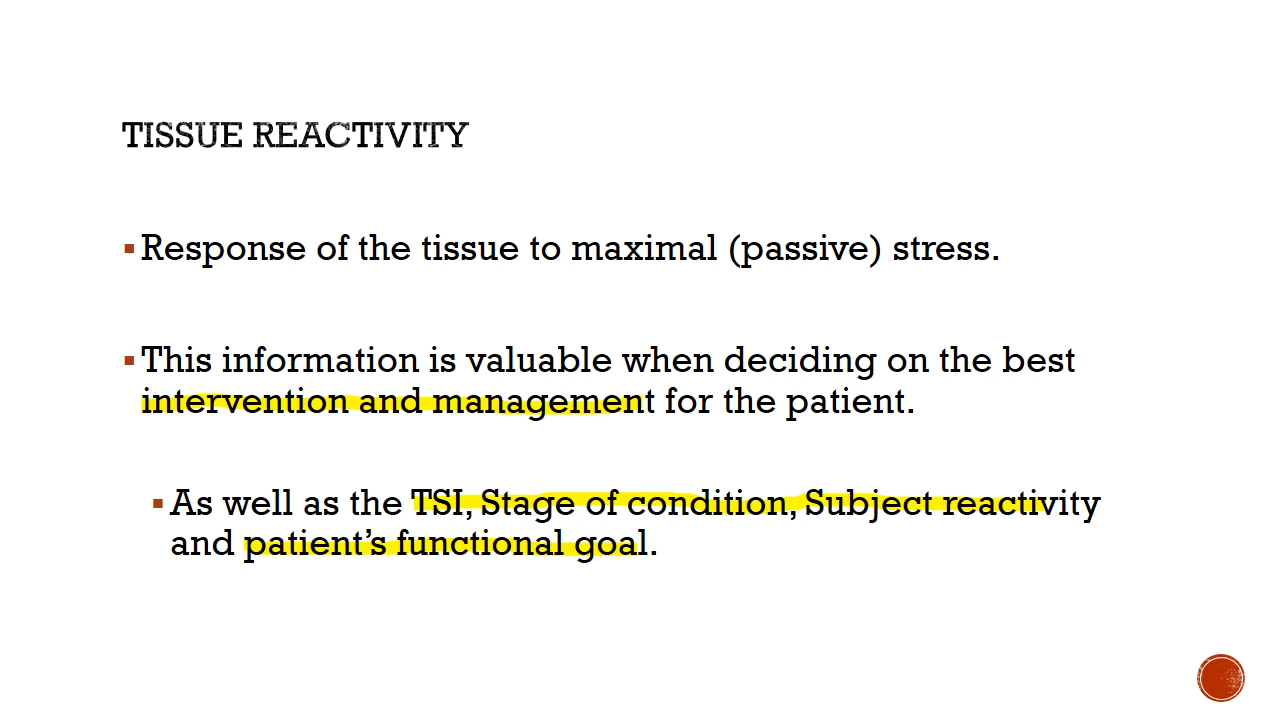 TISSUE REACTIVITY
Response of the tissue to maximal (passive) stress.
This information is valuable when deciding on the best
intervention and management for the patient.
As well as the TSI, Stage of condition, Subject reactivity
and patient's functional goal.